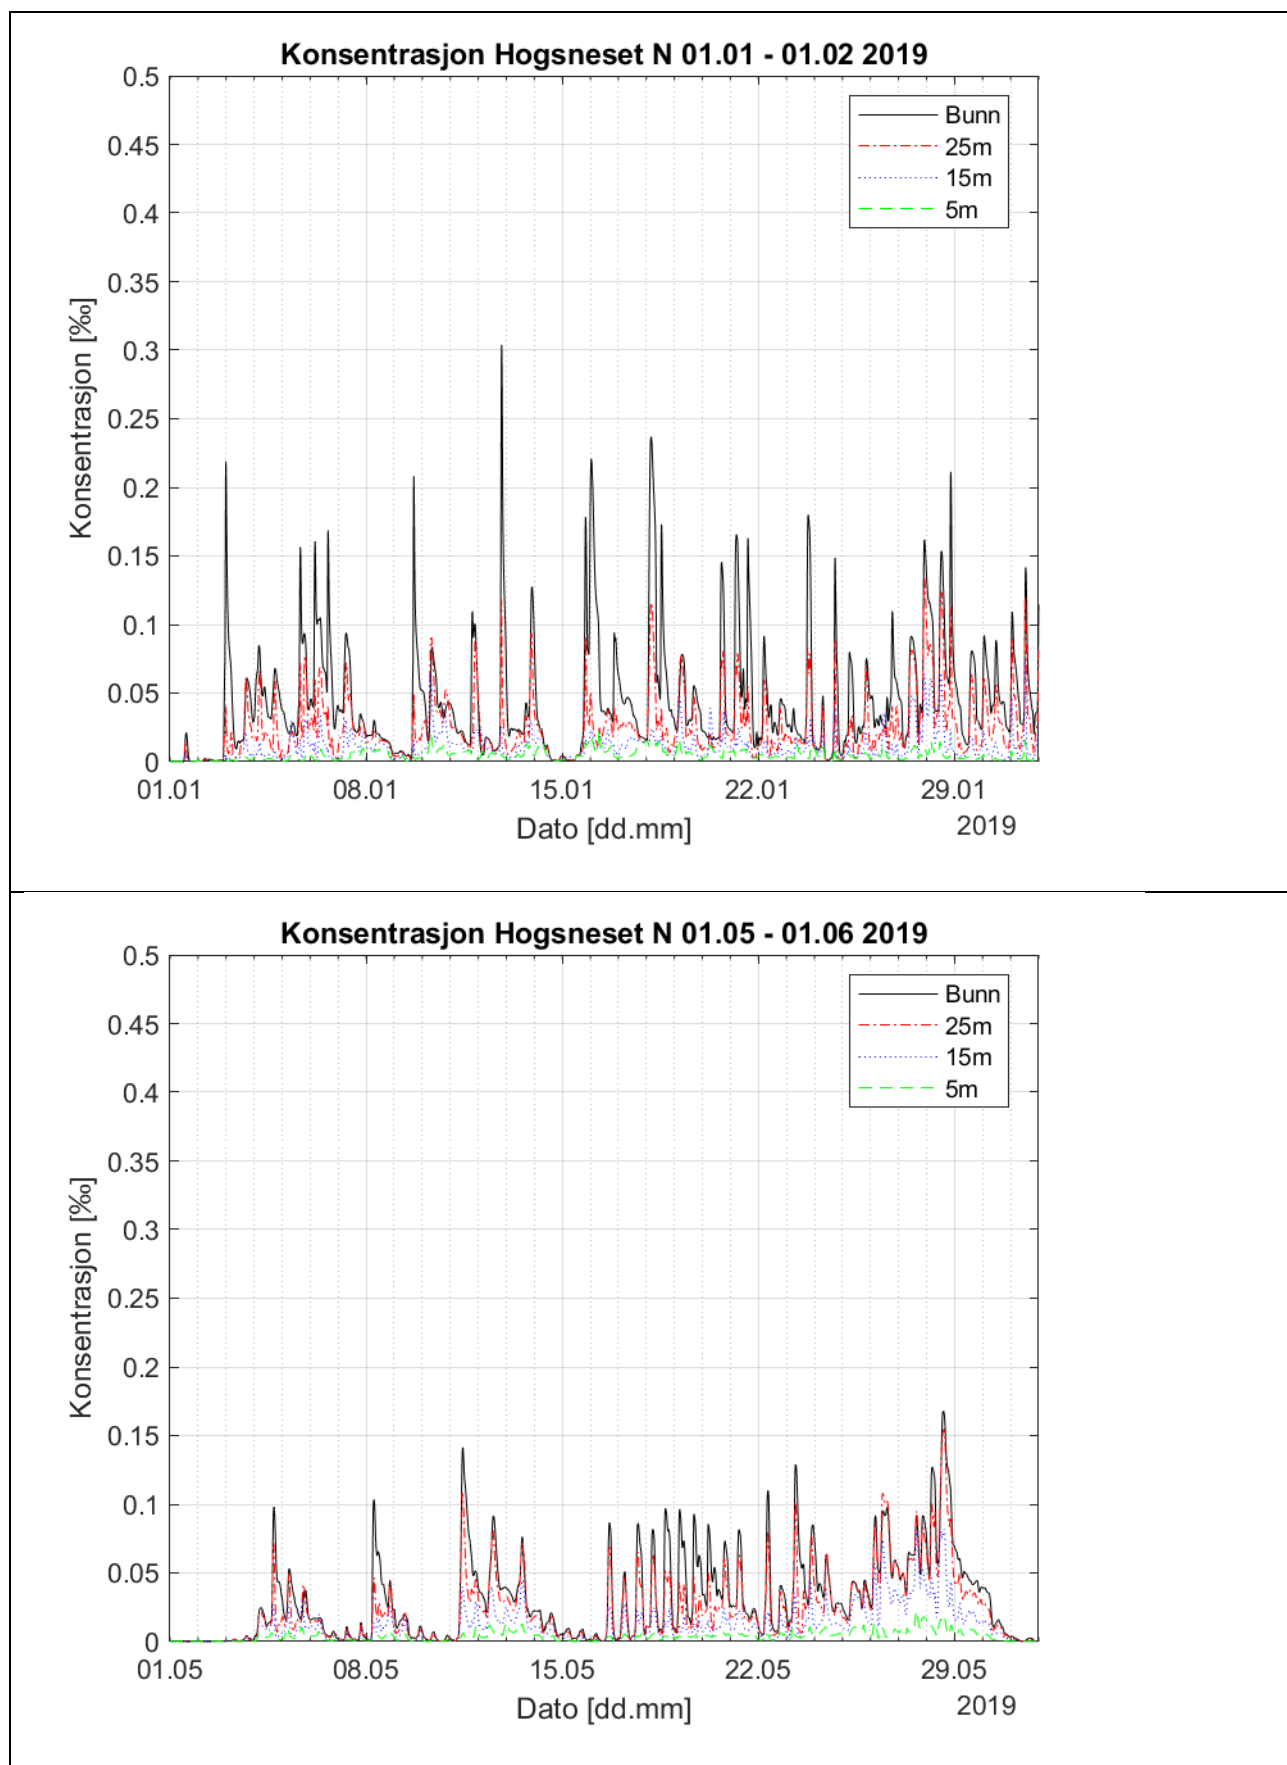 Konsentrasjon Hogsneset N 01.01 - 01.02 2019
0.5
0.45
0.4
0.35
0.3
0.25
0.2
0.15
0.1
0.05
0
Konsentrasjon [‰]
Bunn
25m
15m
5m
01.01 08.01 15.01 22.01 29.01
Dato [dd.mm]
2019
Konsentrasjon Hogsneset N 01.05 - 01.06 2019
0.5
0.45
0.4
0.35
0.3
0.25
0.2
0.15
0.1
0.05
0
Konsentrasjon [‰]
Bunn
25m
15m
5m
01.05 08.05 15.05 22.05 29.05
Dato [dd.mm]
2019